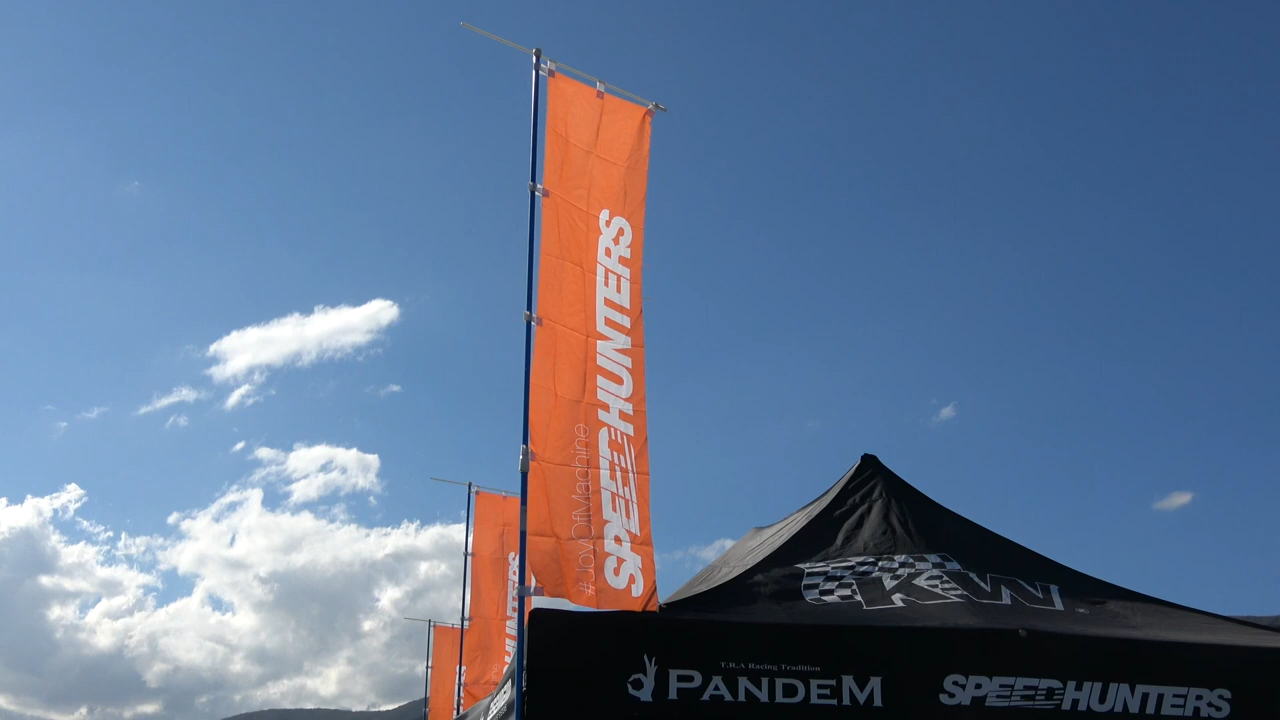 SPEEDHUNTERS
#JoyOfMachine
KW
T.R.A Racing Tradition
PANDEM
SPEEDHUNTERS